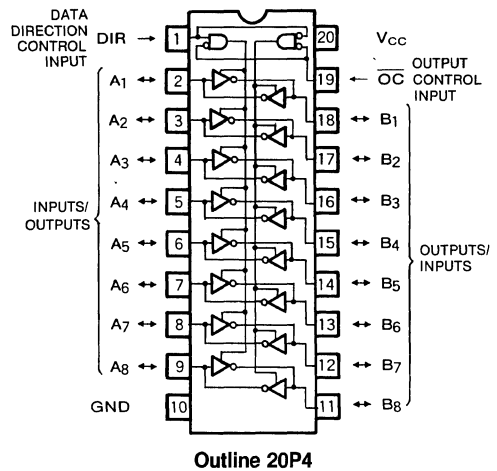 DATA
DIRECTION DIR → 1
CONTROL
INPUT
20 VCC
19 ← O̅C̅ OUTPUT
CONTROL
INPUT
A1 ↔ 2
A2 ↔ 3
A3 ↔ 4
A4 ↔ 5
A5 ↔ 6
A6 ↔ 7
A7 ↔ 8
A8 ↔ 9
GND 10
INPUTS/
OUTPUTS
18 ↔ B1
17 ↔ B2
16 ↔ B3
15 ↔ B4
14 ↔ B5
13 ↔ B6
12 ↔ B7
11 ↔ B8
OUTPUTS/
INPUTS
Outline 20P4